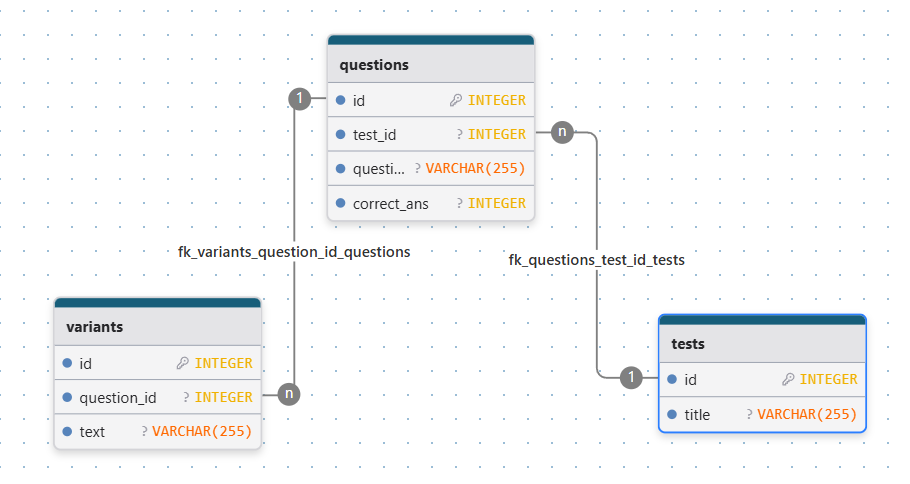 questions
1
id INTEGER
test_id ? INTEGER
n
questi... ? VARCHAR(255)
correct_ans ? INTEGER
fk_variants_question_id_questions
fk_questions_test_id_tests
variants
id INTEGER
question_id ? INTEGER
n
text ? VARCHAR(255)
tests
1
id INTEGER
title ? VARCHAR(255)